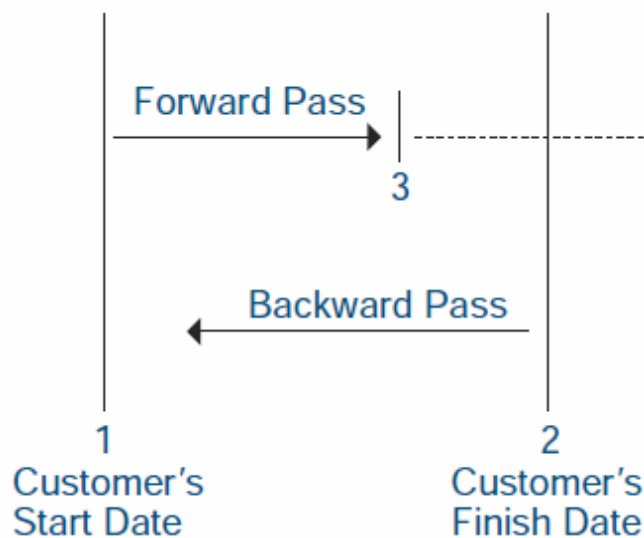 Forward Pass
3
Backward Pass
1
2
Customer's
Customer's
Start Date
Finish Date